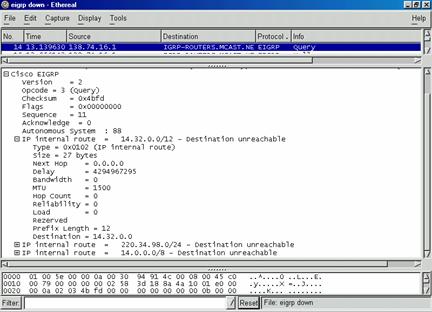 eigrp down - Ethereal
File Edit Capture Display Tools Help
No. Time Source Destination Protocol Info
14 13.139630 138.74.16.1 IGRP-ROUTERS.MCAST.NE EIGRP Query
Cisco EIGRP
Version = 2
Opcode = 3 (Query)
Checksum = 0x4bfd
Flags = 0x00000000
Sequence = 11
Acknowledge = 0
Autonomous System : 88
IP internal route = 14.32.0.0/12 - Destination unreachable
Type = 0x0102 (IP internal route)
Size = 27 bytes
Next Hop = 0.0.0.0
Delay = 4294967295
Bandwidth = 0
MTU = 1500
Hop Count = 0
Reliability = 0
Load = 0
Rezerved
Prefix Length = 12
Destination = 14.32.0.0
IP internal route = 220.34.98.0/24 - Destination unreachable
IP internal route = 14.0.0.0/8 - Destination unreachable
0000 01 00 5e 00 00 0a 00 30 94 91 4c 00 08 00 45 c0 ..^....0 ..L...E.
0010 00 79 00 00 00 00 02 58 3d 18 8a 4a 10 01 e0 00 .y.....X =..J....
0020 00 0a 02 03 4b fd 00 00 00 00 00 00 00 0b 00 00 ....K... ........
Filter: / Reset File: eigrp down